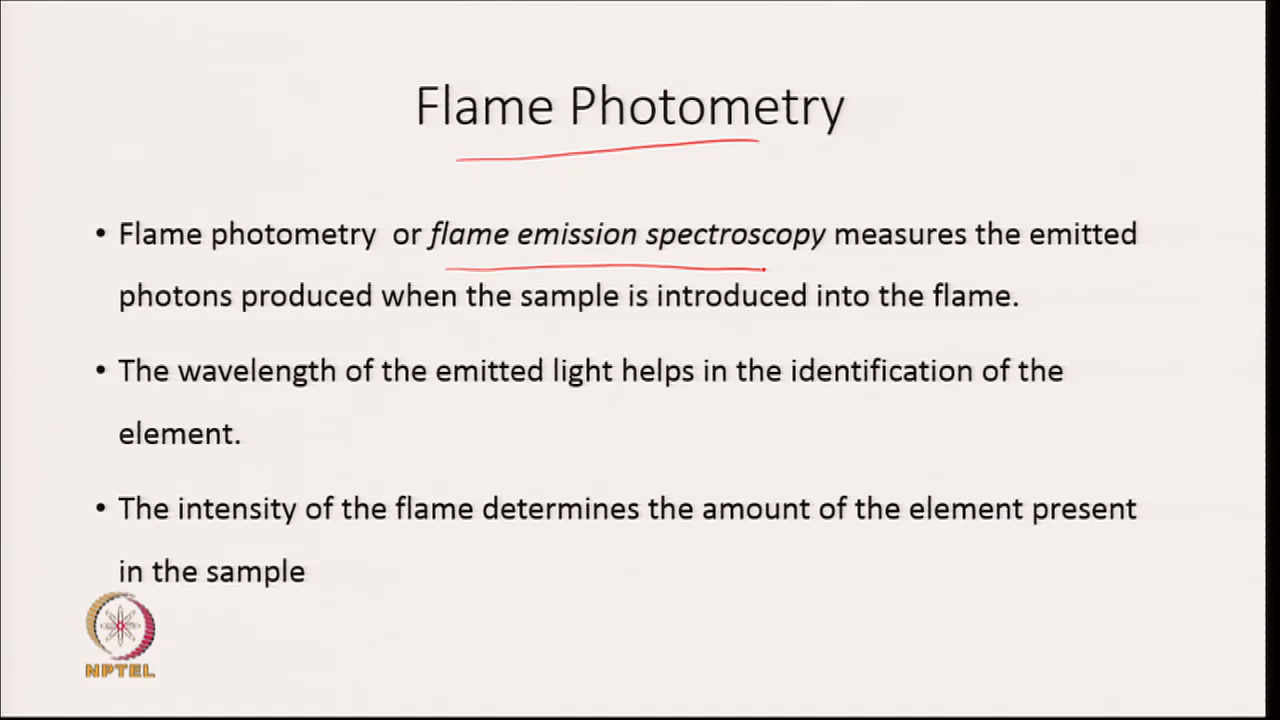 Flame Photometry
• Flame photometry or flame emission spectroscopy measures the emitted
photons produced when the sample is introduced into the flame.
• The wavelength of the emitted light helps in the identification of the
element.
• The intensity of the flame determines the amount of the element present
in the sample
NPTEL